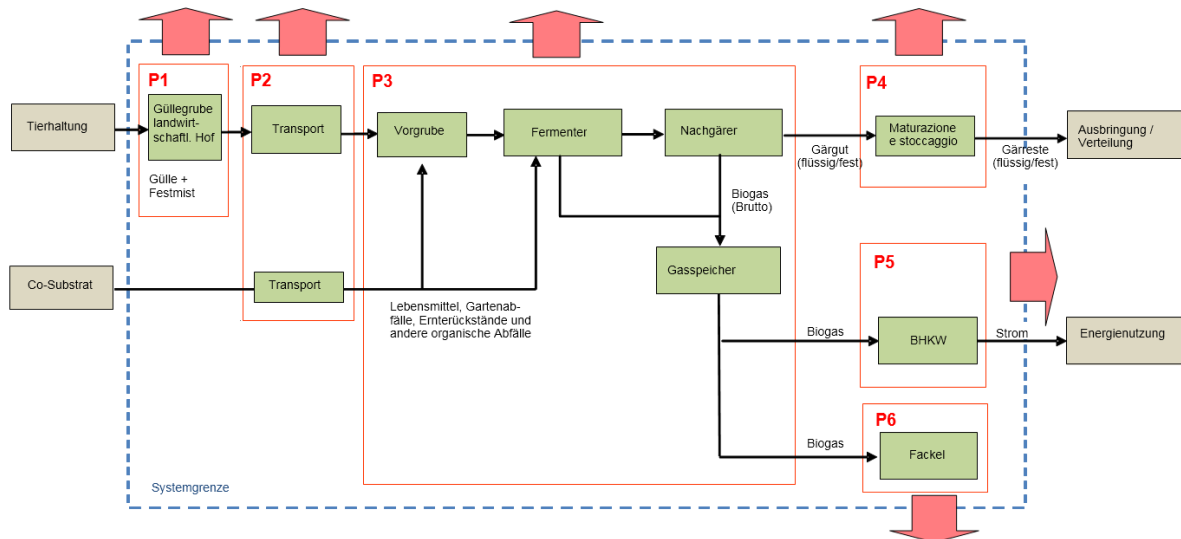 P1
P2
P3
P4
Tierhaltung
Güllegrube
landwirt-
schaftl. Hof
Transport
Vorgrube
Fermenter
Nachgärer
Gärgut
(flüssig/fest)
Maturazione
e stoccaggio
Gärreste
(flüssig/fest)
Ausbringung /
Verteilung
Gülle +
Festmist
Biogas
(Brutto)
Co-Substrat
Transport
Lebensmittel, Gartenab-
fälle, Ernterückstände und
andere organische Abfälle
Gasspeicher
P5
Biogas
BHKW
Strom
Energienutzung
P6
Biogas
Fackel
Systemgrenze